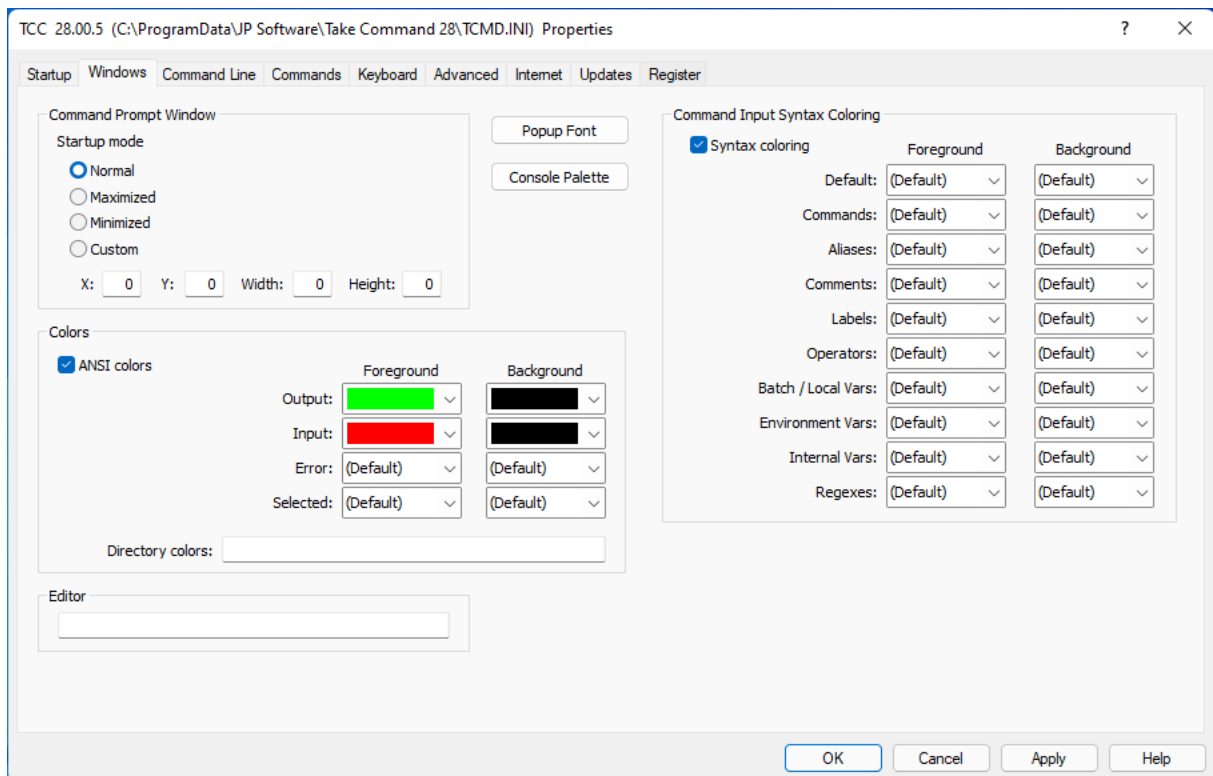 TCC 28.00.5 (C:\ProgramData\JP Software\Take Command 28\TCMD.INI) Properties
?
Startup Windows Command Line Commands Keyboard Advanced Internet Updates Register
Command Prompt Window
Startup mode
Normal
Maximized
Minimized
Custom
X: 0 Y: 0 Width: 0 Height: 0
Popup Font
Console Palette
Colors
ANSI colors
Foreground Background
Output:
Input:
Error: (Default) (Default)
Selected: (Default) (Default)
Directory colors:
Editor
Command Input Syntax Coloring
Syntax coloring
Foreground Background
Default: (Default) (Default)
Commands: (Default) (Default)
Aliases: (Default) (Default)
Comments: (Default) (Default)
Labels: (Default) (Default)
Operators: (Default) (Default)
Batch / Local Vars: (Default) (Default)
Environment Vars: (Default) (Default)
Internal Vars: (Default) (Default)
Regexes: (Default) (Default)
OK Cancel Apply Help